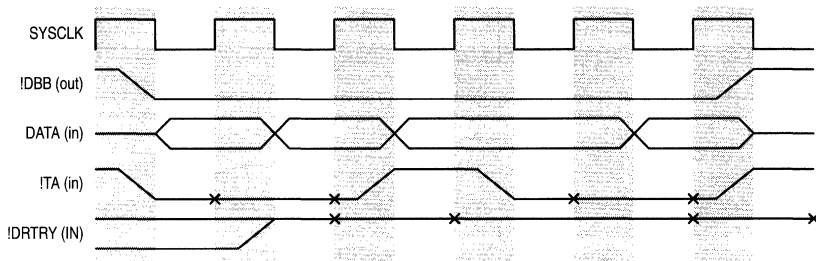 SYSCLK
!DBB (out)
DATA (in)
!TA (in)
!DRTRY (IN)